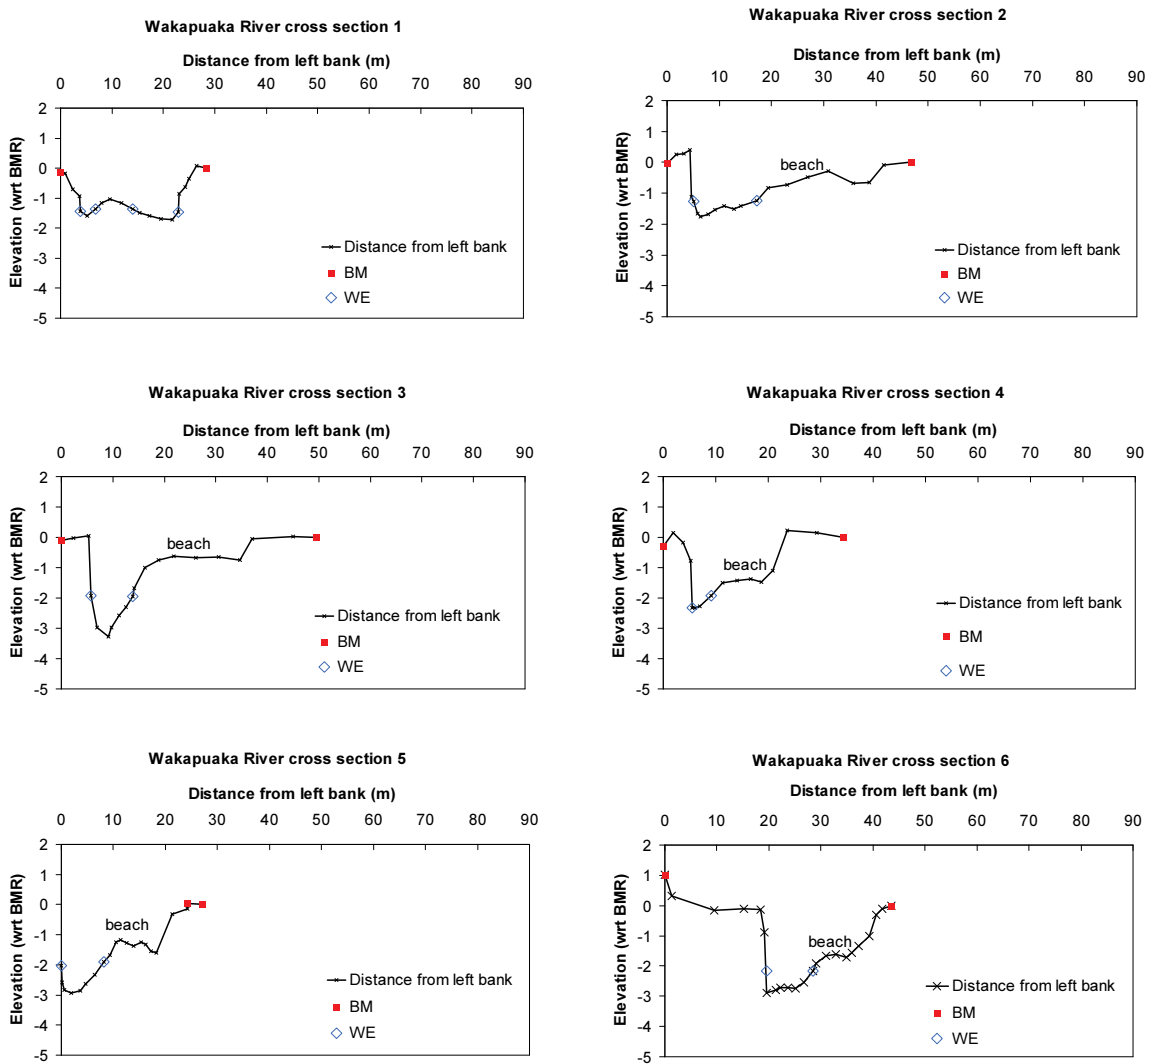 Wakapuaka River cross section 1
Distance from left bank (m)
0 10 20 30 40 50 60 70 80 90
2
1
0
-1
-2
-3
-4
-5
Elevation (wrt BMR)
Distance from left bank
BM
WE
Wakapuaka River cross section 2
Distance from left bank (m)
0 10 20 30 40 50 60 70 80 90
2
1
0
-1
-2
-3
-4
-5
Elevation (wrt BMR)
beach
Distance from left bank
BM
WE
Wakapuaka River cross section 3
Distance from left bank (m)
0 10 20 30 40 50 60 70 80 90
2
1
0
-1
-2
-3
-4
-5
Elevation (wrt BMR)
beach
Distance from left bank
BM
WE
Wakapuaka River cross section 4
Distance from left bank (m)
0 10 20 30 40 50 60 70 80 90
2
1
0
-1
-2
-3
-4
-5
Elevation (wrt BMR)
beach
Distance from left bank
BM
WE
Wakapuaka River cross section 5
Distance from left bank (m)
0 10 20 30 40 50 60 70 80 90
2
1
0
-1
-2
-3
-4
-5
Elevation (wrt BMR)
beach
Distance from left bank
BM
WE
Wakapuaka River cross section 6
Distance from left bank (m)
0 10 20 30 40 50 60 70 80 90
2
1
0
-1
-2
-3
-4
-5
Elevation (wrt BMR)
beach
Distance from left bank
BM
WE